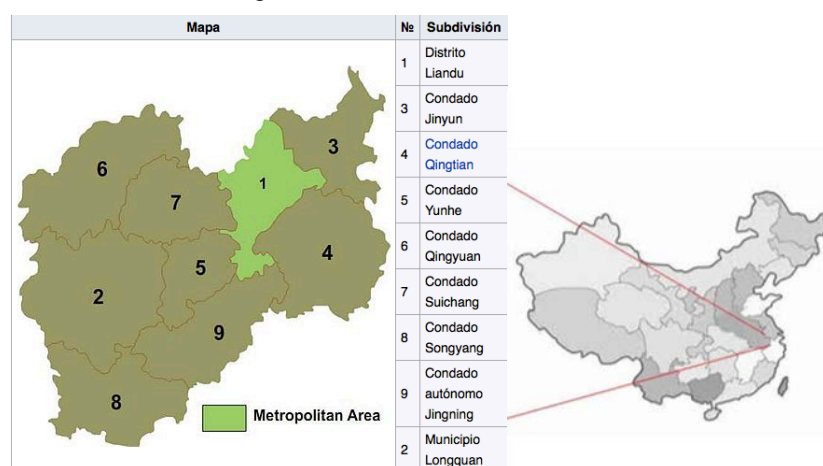 Mapa
№ Subdivisión
1 Distrito
Liandu
3 Condado
Jinyun
4 Condado
Qingtian
5 Condado
Yunhe
6 Condado
Qingyuan
7 Condado
Suichang
8 Condado
Songyang
9 Condado
autónomo
Jingning
2 Municipio
Longquan
3
6
1
7
4
5
2
9
8
Metropolitan Area